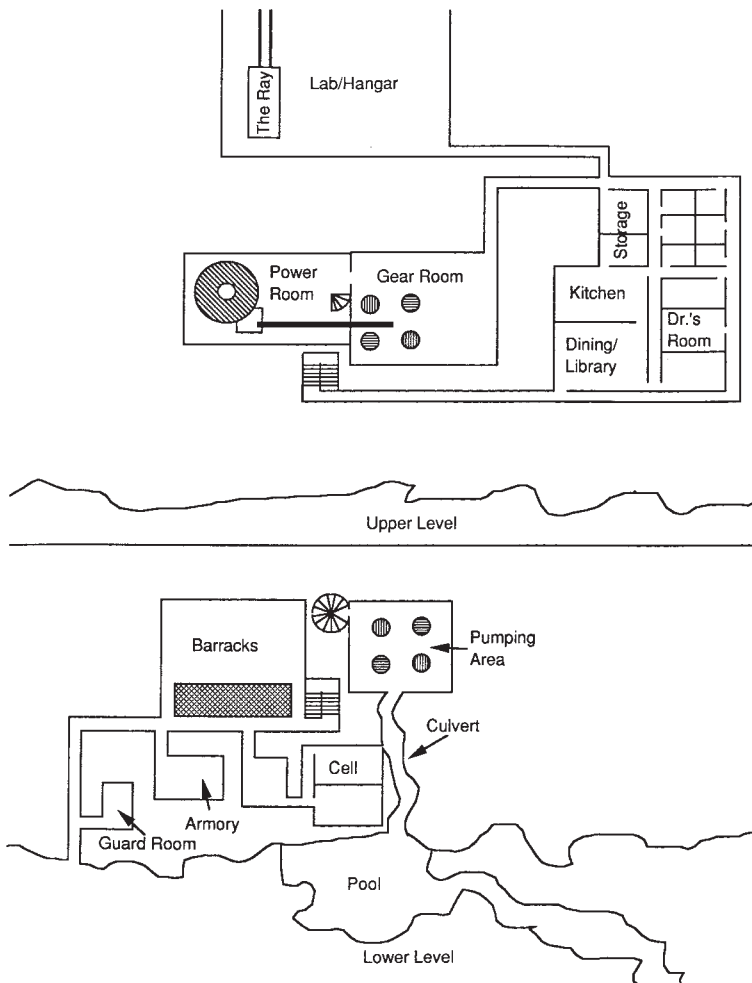 The Ray
Lab/Hangar
Storage
Power
Room
Gear Room
Kitchen
Dr.'s
Room
Dining/
Library
Upper Level
Barracks
Pumping
Area
Culvert
Cell
Armory
Guard Room
Pool
Lower Level